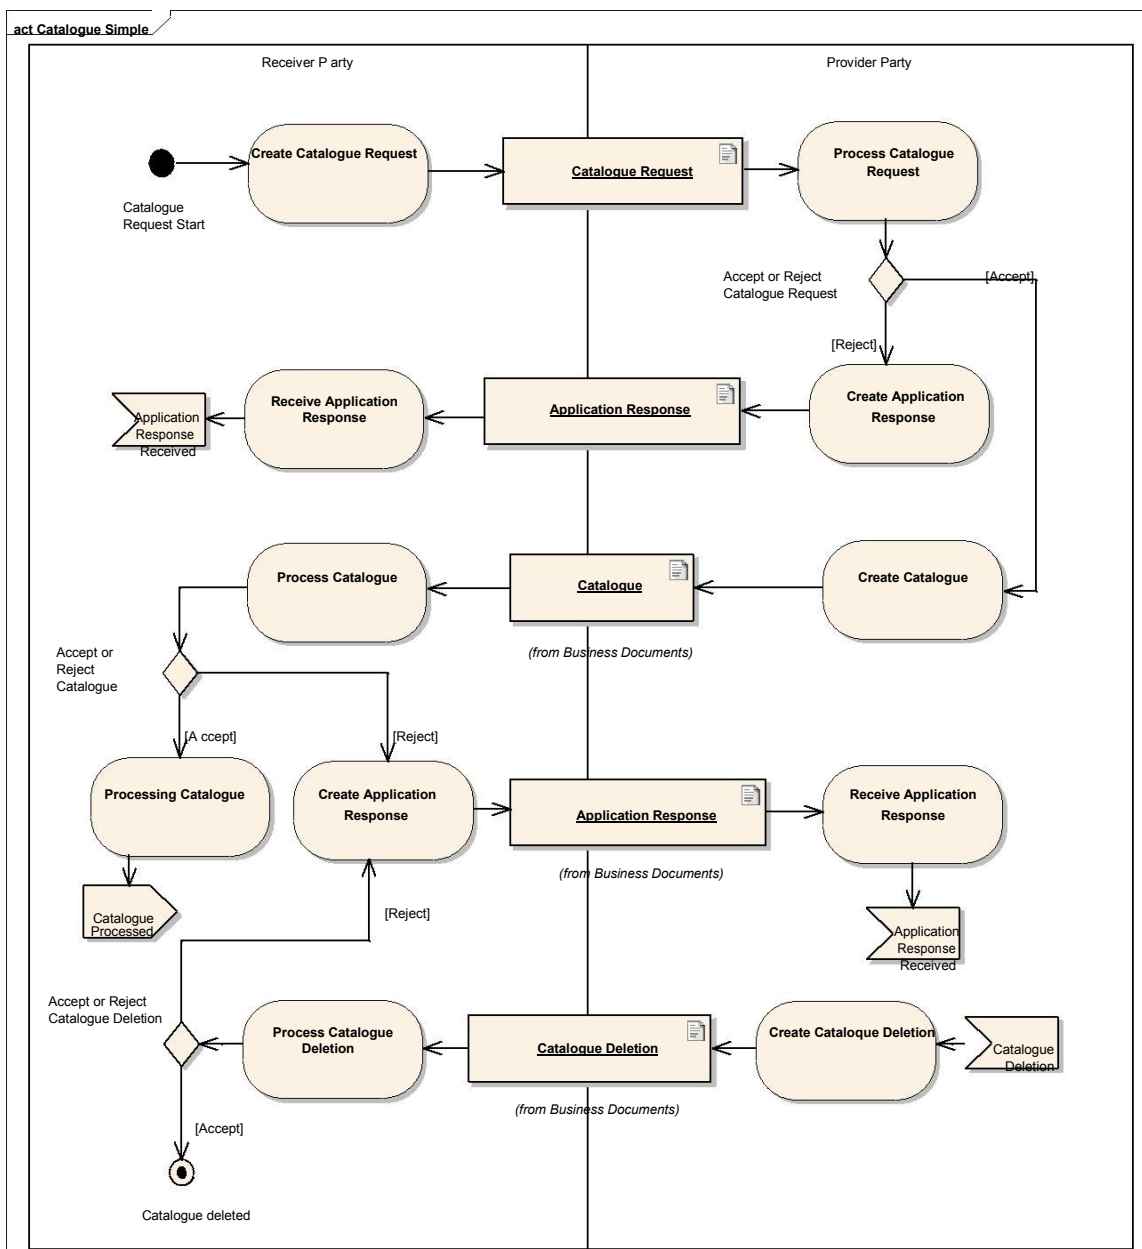 act Catalogue Simple
Receiver P arty
Provider Party
Create Catalogue Request
Catalogue Request
Process Catalogue
Request
Catalogue
Request Start
Accept or Reject
Catalogue Request
[Accept]
[Reject]
Receive Application
Response
Application Response
Create Application
Response
Application
Response
Received
Process Catalogue
Catalogue
Create Catalogue
(from Business Documents)
Accept or
Reject
Catalogue
[A ccept]
[Reject]
Processing Catalogue
Create Application
Response
Application Response
Receive Application
Response
(from Business Documents)
Catalogue
Processed
[Reject]
Application
Response
Received
Accept or Reject
Catalogue Deletion
Process Catalogue
Deletion
Catalogue Deletion
Create Cataloque Deletion
Catalogue
Deletion
(from Business Documents)
[Accept]
Catalogue deleted